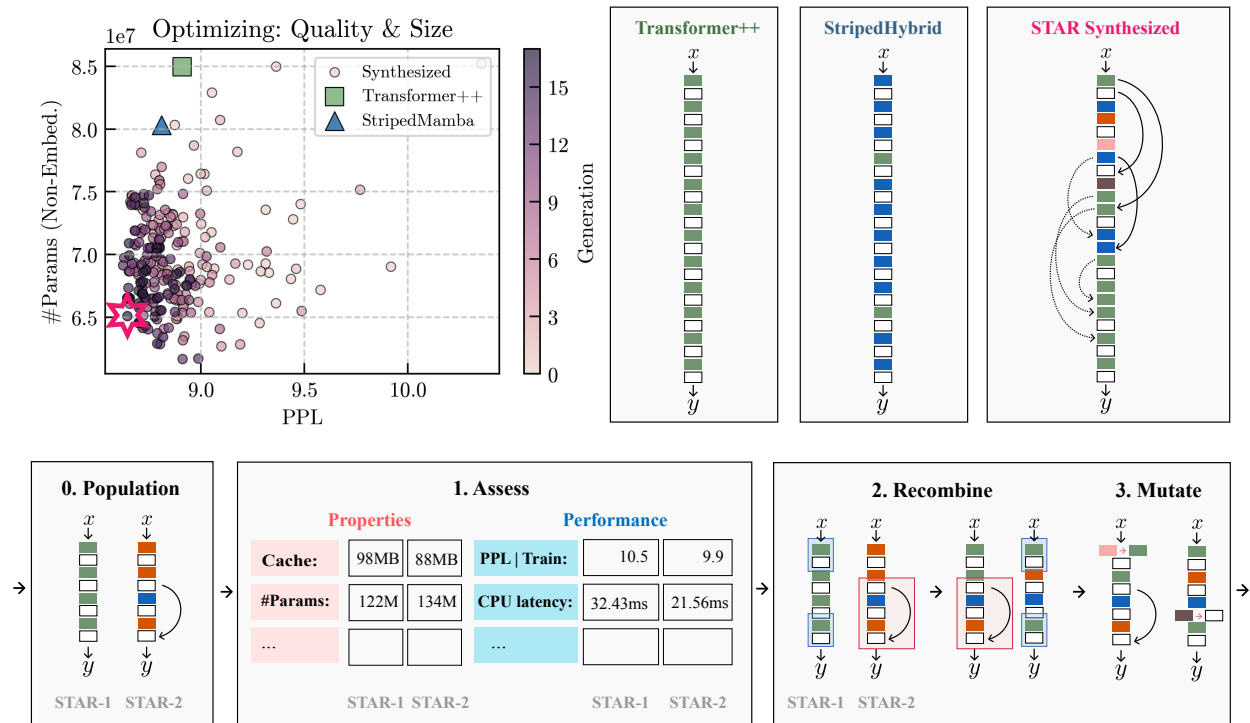 1e7
Optimizing: Quality & Size
8.5
8.0
7.5
7.0
6.5
#Params (Non-Embed.)
9.0
9.5
10.0
PPL
Synthesized
Transformer++
StripedMamba
15
12
9
6
3
0
Generation
Transformer++
x
y
StripedHybrid
x
y
STAR Synthesized
x
y
0. Population
x
x
y
y
STAR-1
STAR-2
1. Assess
Properties
Performance
Cache:
98MB
88MB
PPL | Train:
10.5
9.9
#Params:
122M
134M
CPU latency:
32.43ms
21.56ms
...
...
STAR-1
STAR-2
STAR-1
STAR-2
2. Recombine
x
x
x
x
y
y
y
y
STAR-1
STAR-2
3. Mutate
x
x
y
y